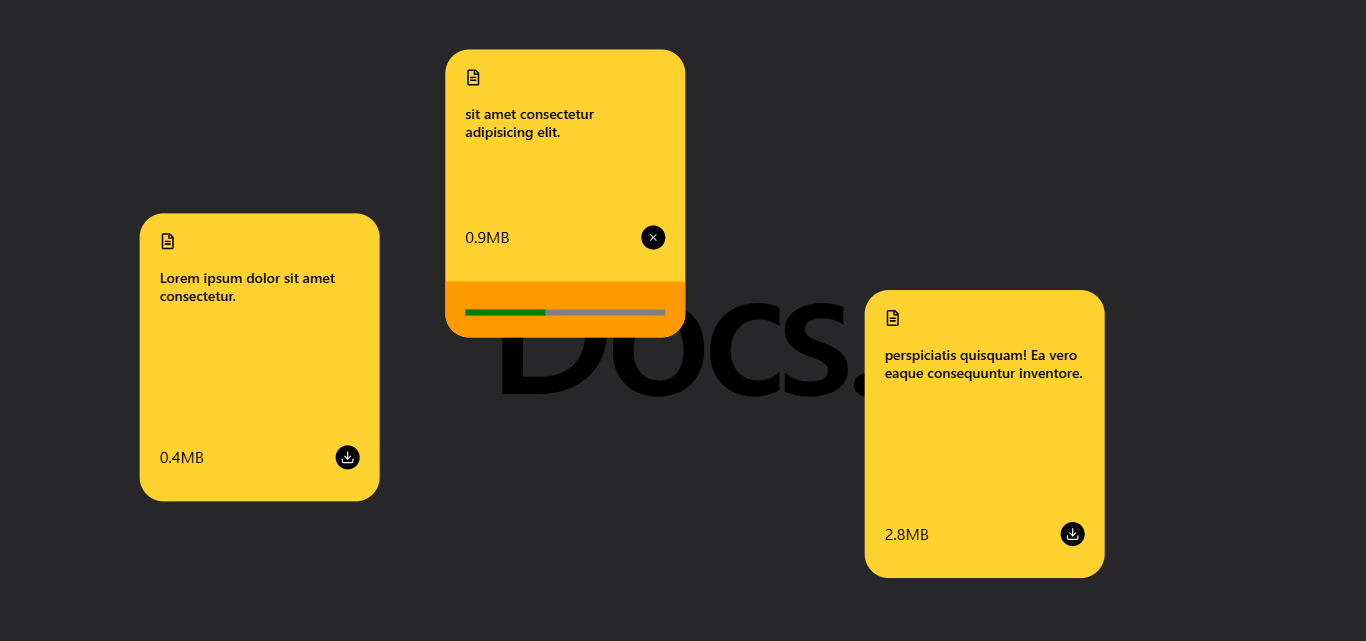 sit amet consectetur
adipisicing elit.
0.9MB
Lorem ipsum dolor sit amet
consectetur.
0.4MB
Docs.
perspiciatis quisquam! Ea vero
eaque consequuntur inventore.
2.8MB